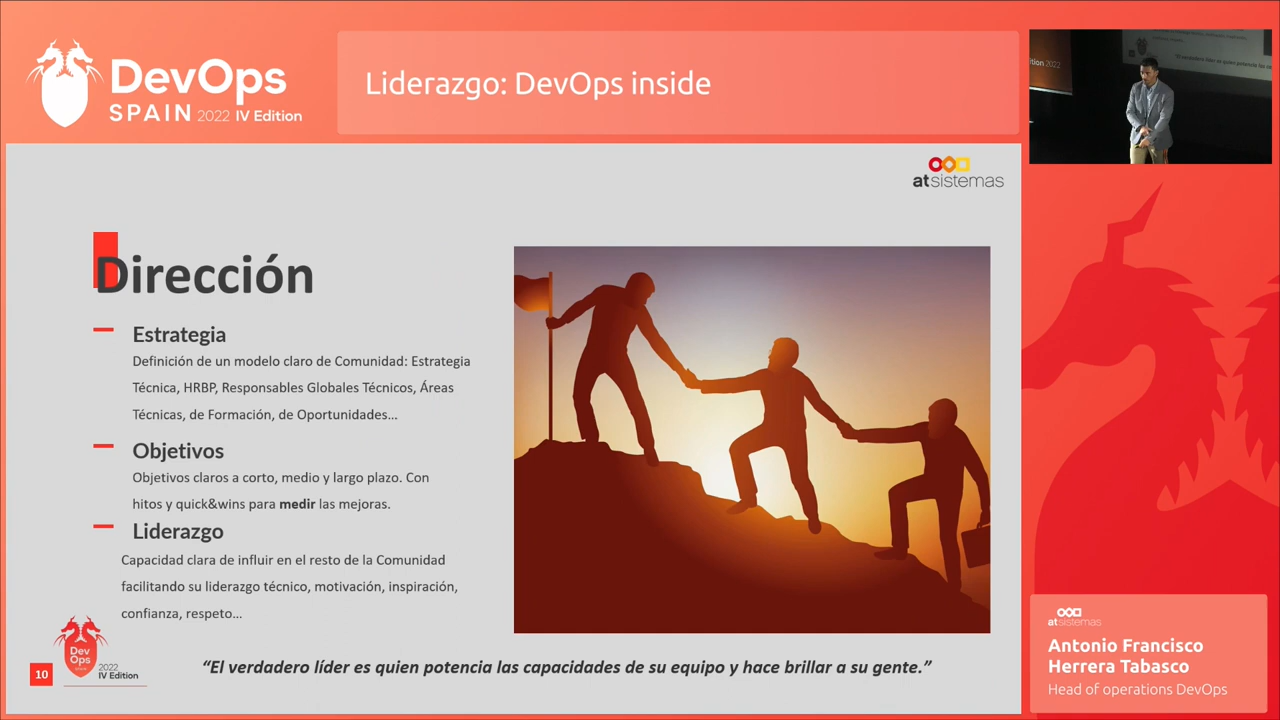 DevOps
SPAIN 2022 IV Edition
Liderazgo: DevOps inside
atsistemas
Dirección
Estrategia
Definición de un modelo claro de Comunidad: Estrategia
Técnica, HRBP, Responsables Globales Técnicos, Áreas
Técnicas, de Formación, de Oportunidades...
Objetivos
Objetivos claros a corto, medio y largo plazo. Con
hitos y quick&wins para medir las mejoras.
Liderazgo
Capacidad clara de influir en el resto de la Comunidad
facilitando su liderazgo técnico, motivación, inspiración,
confianza, respeto...
“El verdadero líder es quien potencia las capacidades de su equipo y hace brillar a su gente.”
10
Dev
Ops
2022
IV Edition
atsistemas
Antonio Francisco
Herrera Tabasco
Head of operations DevOps